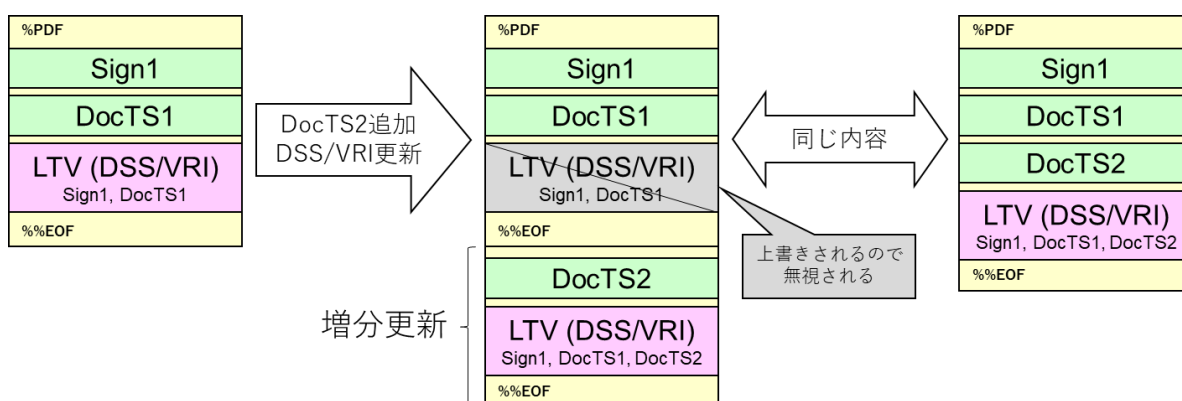 %PDF
Sign1
DocTS1
LTV (DSS/VRI)
Sign1, DocTS1
%%EOF
DocTS2追加
DSS/VRI更新
%PDF
Sign1
DocTS1
LTV (DSS/VRI)
Sign1, DocTS1
%%EOF
増分更新
DocTS2
LTV (DSS/VRI)
Sign1, DocTS1, DocTS2
%%EOF
上書きされるので
無視される
同じ内容
%PDF
Sign1
DocTS1
DocTS2
LTV (DSS/VRI)
Sign1, DocTS1, DocTS2
%%EOF